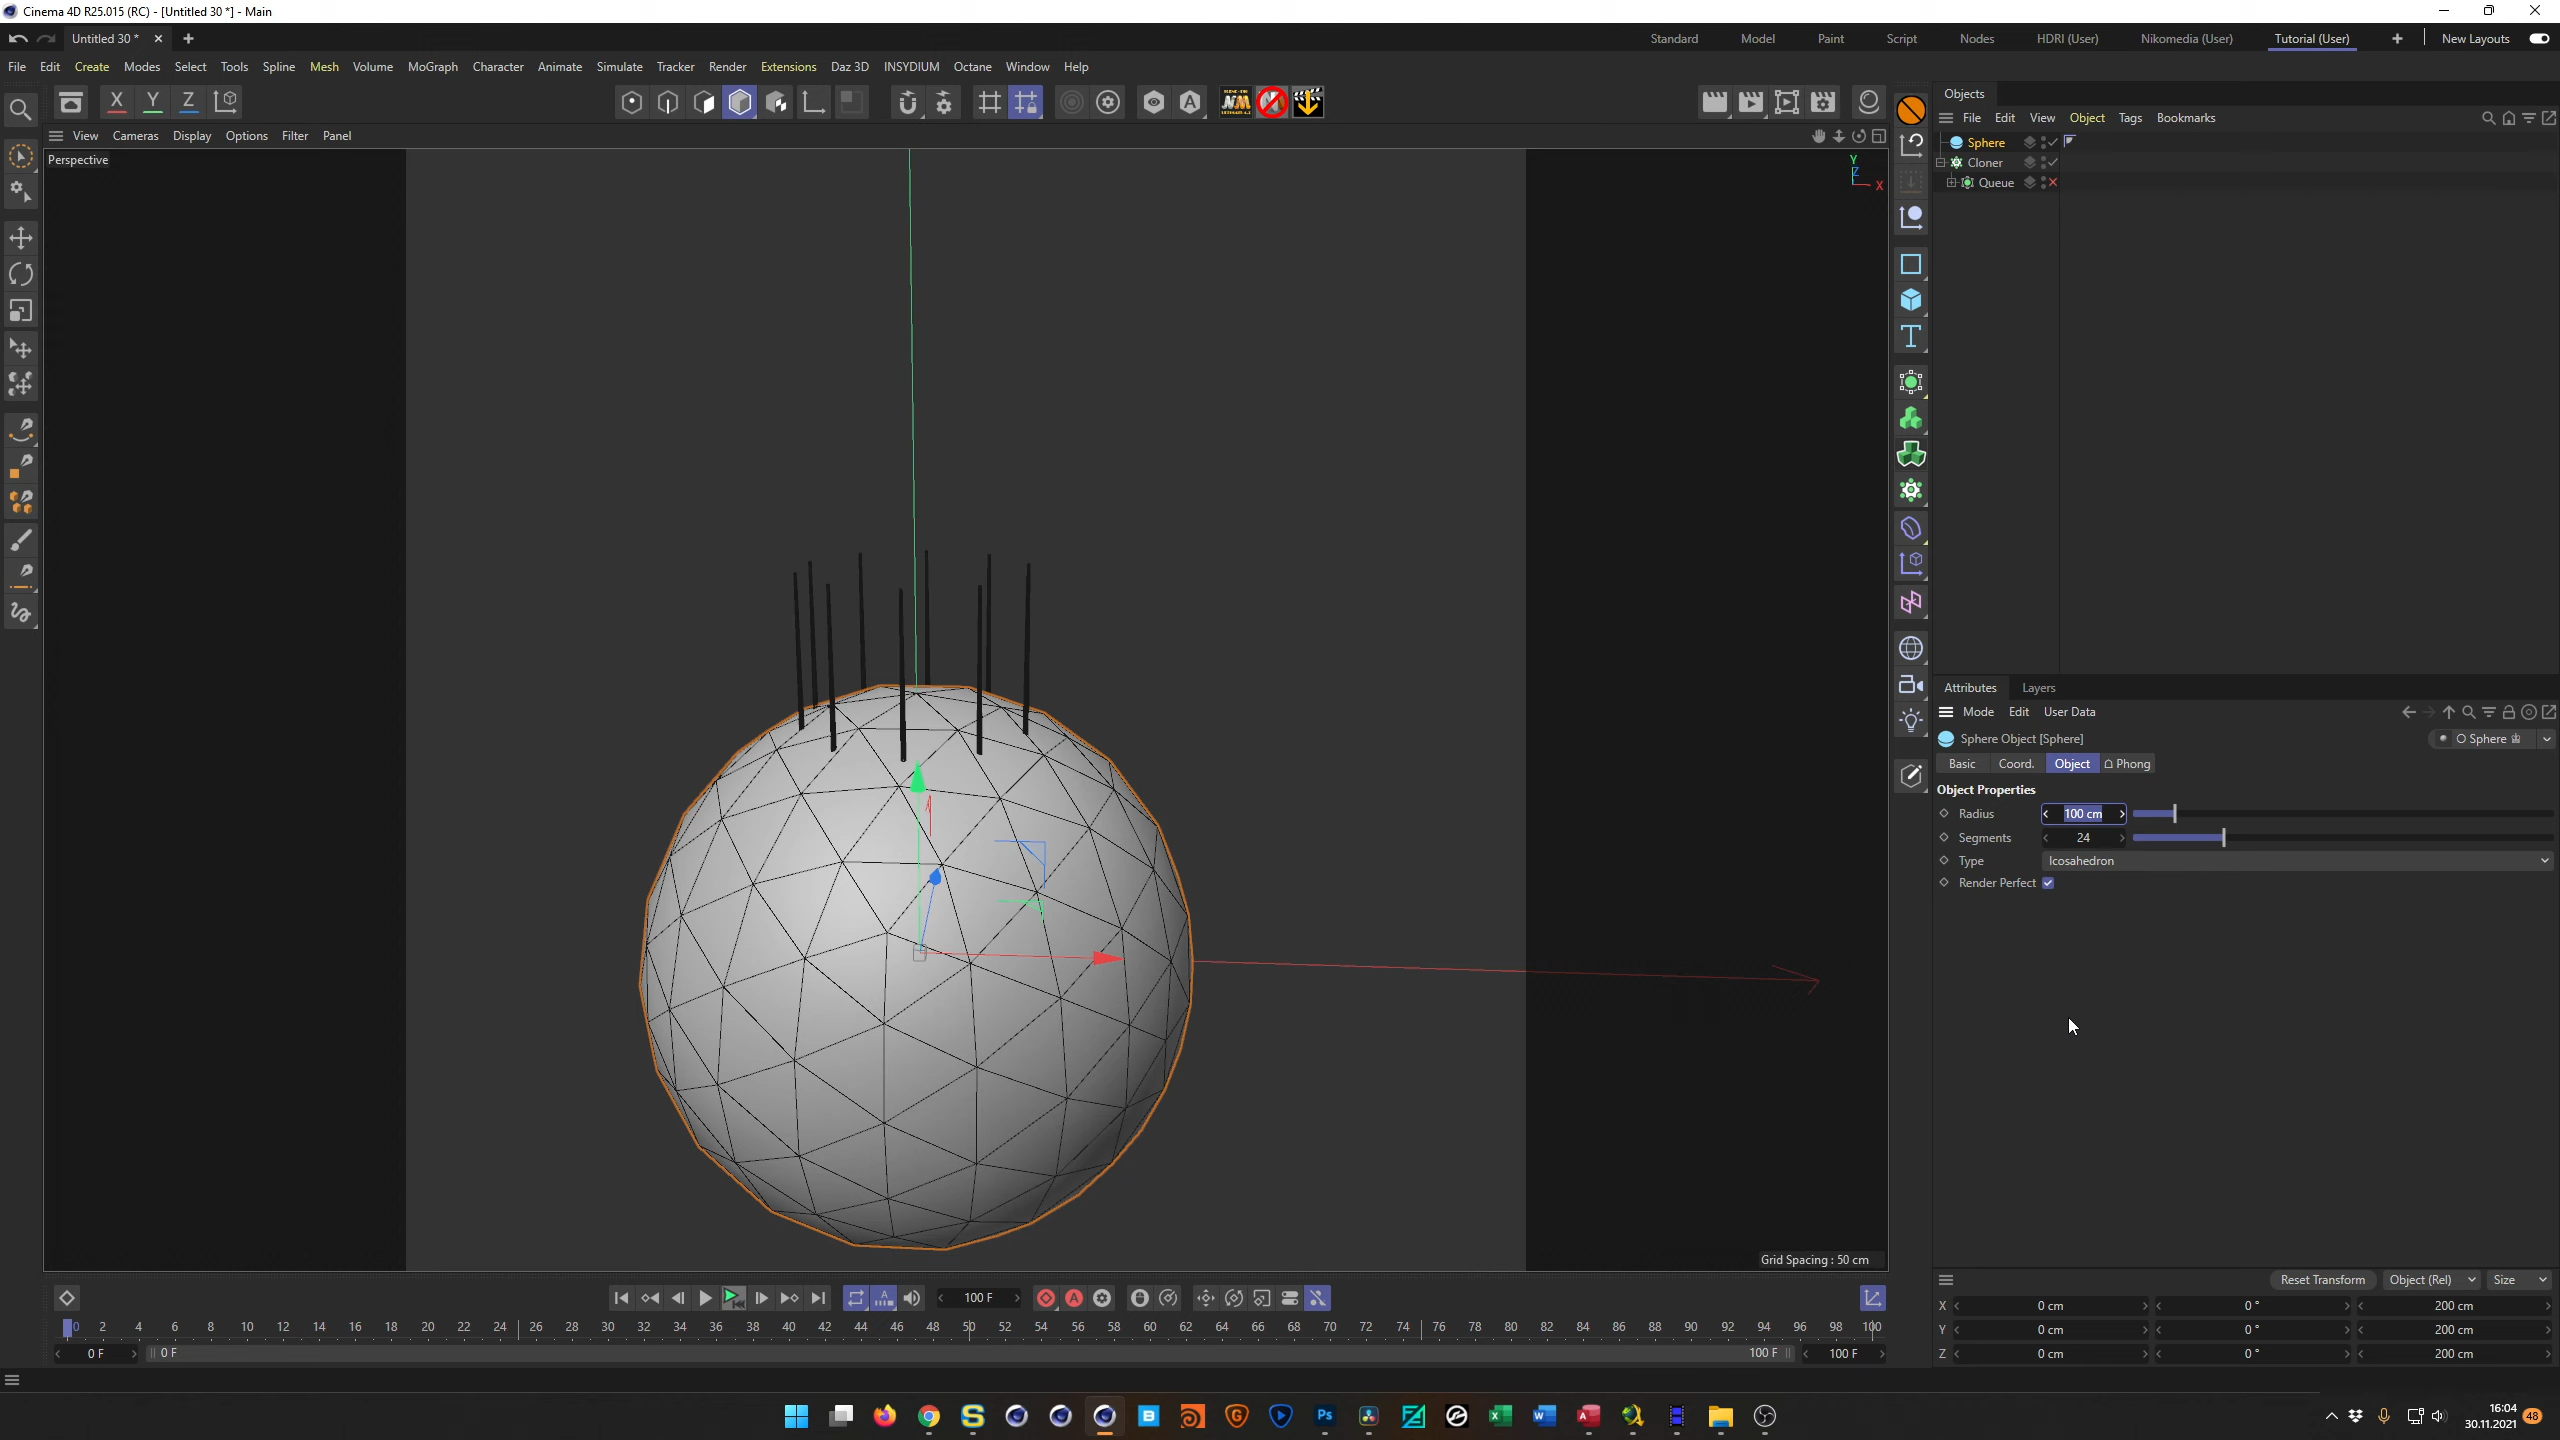 Cinema 4D R25.015 (RC) - [Untitled 30 *] - Main
Untitled 30 *
Standard Model Paint Script Nodes HDRI (User) Nikomedia (User) Tutorial (User) New Layouts
File Edit Create Modes Select Tools Spline Mesh Volume MoGraph Character Animate Simulate Tracker Render Extensions Daz 3D INSYDIUM Octane Window Help
X Y Z
View Cameras Display Options Filter Panel
Perspective
Y
Z
X
Objects
File Edit View Object Tags Bookmarks
Sphere
Cloner
Queue
Attributes Layers
Mode Edit User Data
Sphere Object [Sphere]
Sphere
Basic Coord. Object Phong
Object Properties
Radius 100 cm
Segments 24
Type Icosahedron
Render Perfect
Grid Spacing : 50 cm
100 F
0 2 4 6 8 10 12 14 16 18 20 22 24 26 28 30 32 34 36 38 40 42 44 46 48 50 52 54 56 58 60 62 64 66 68 70 72 74 76 78 80 82 84 86 88 90 92 94 96 98 100
0 F 0 F 100 F 100 F
Reset Transform Object (Rel) Size
X 0 cm 0 ° 200 cm
Y 0 cm 0 ° 200 cm
Z 0 cm 0 ° 200 cm
16:04
30.11.2021
48